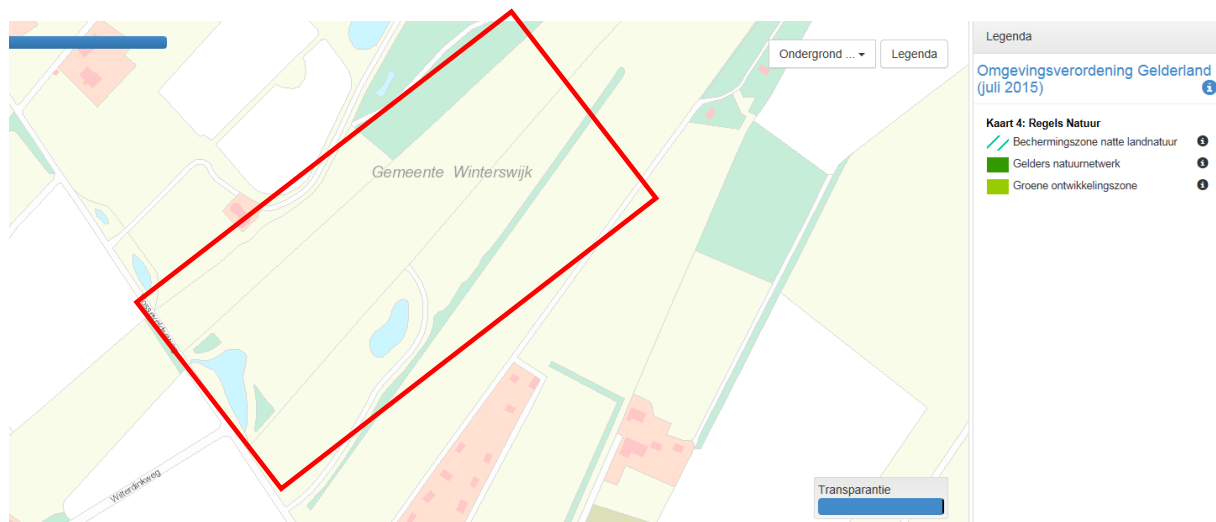 Gemeente Winterswijk
Witterdinkweg
Ondergrond ...
Legenda
Transparantie
Legenda
Omgevingsverordening Gelderland
(juli 2015)
Kaart 4: Regels Natuur
Bechermingszone natte landnatuur
Gelders natuurnetwerk
Groene ontwikkelingszone